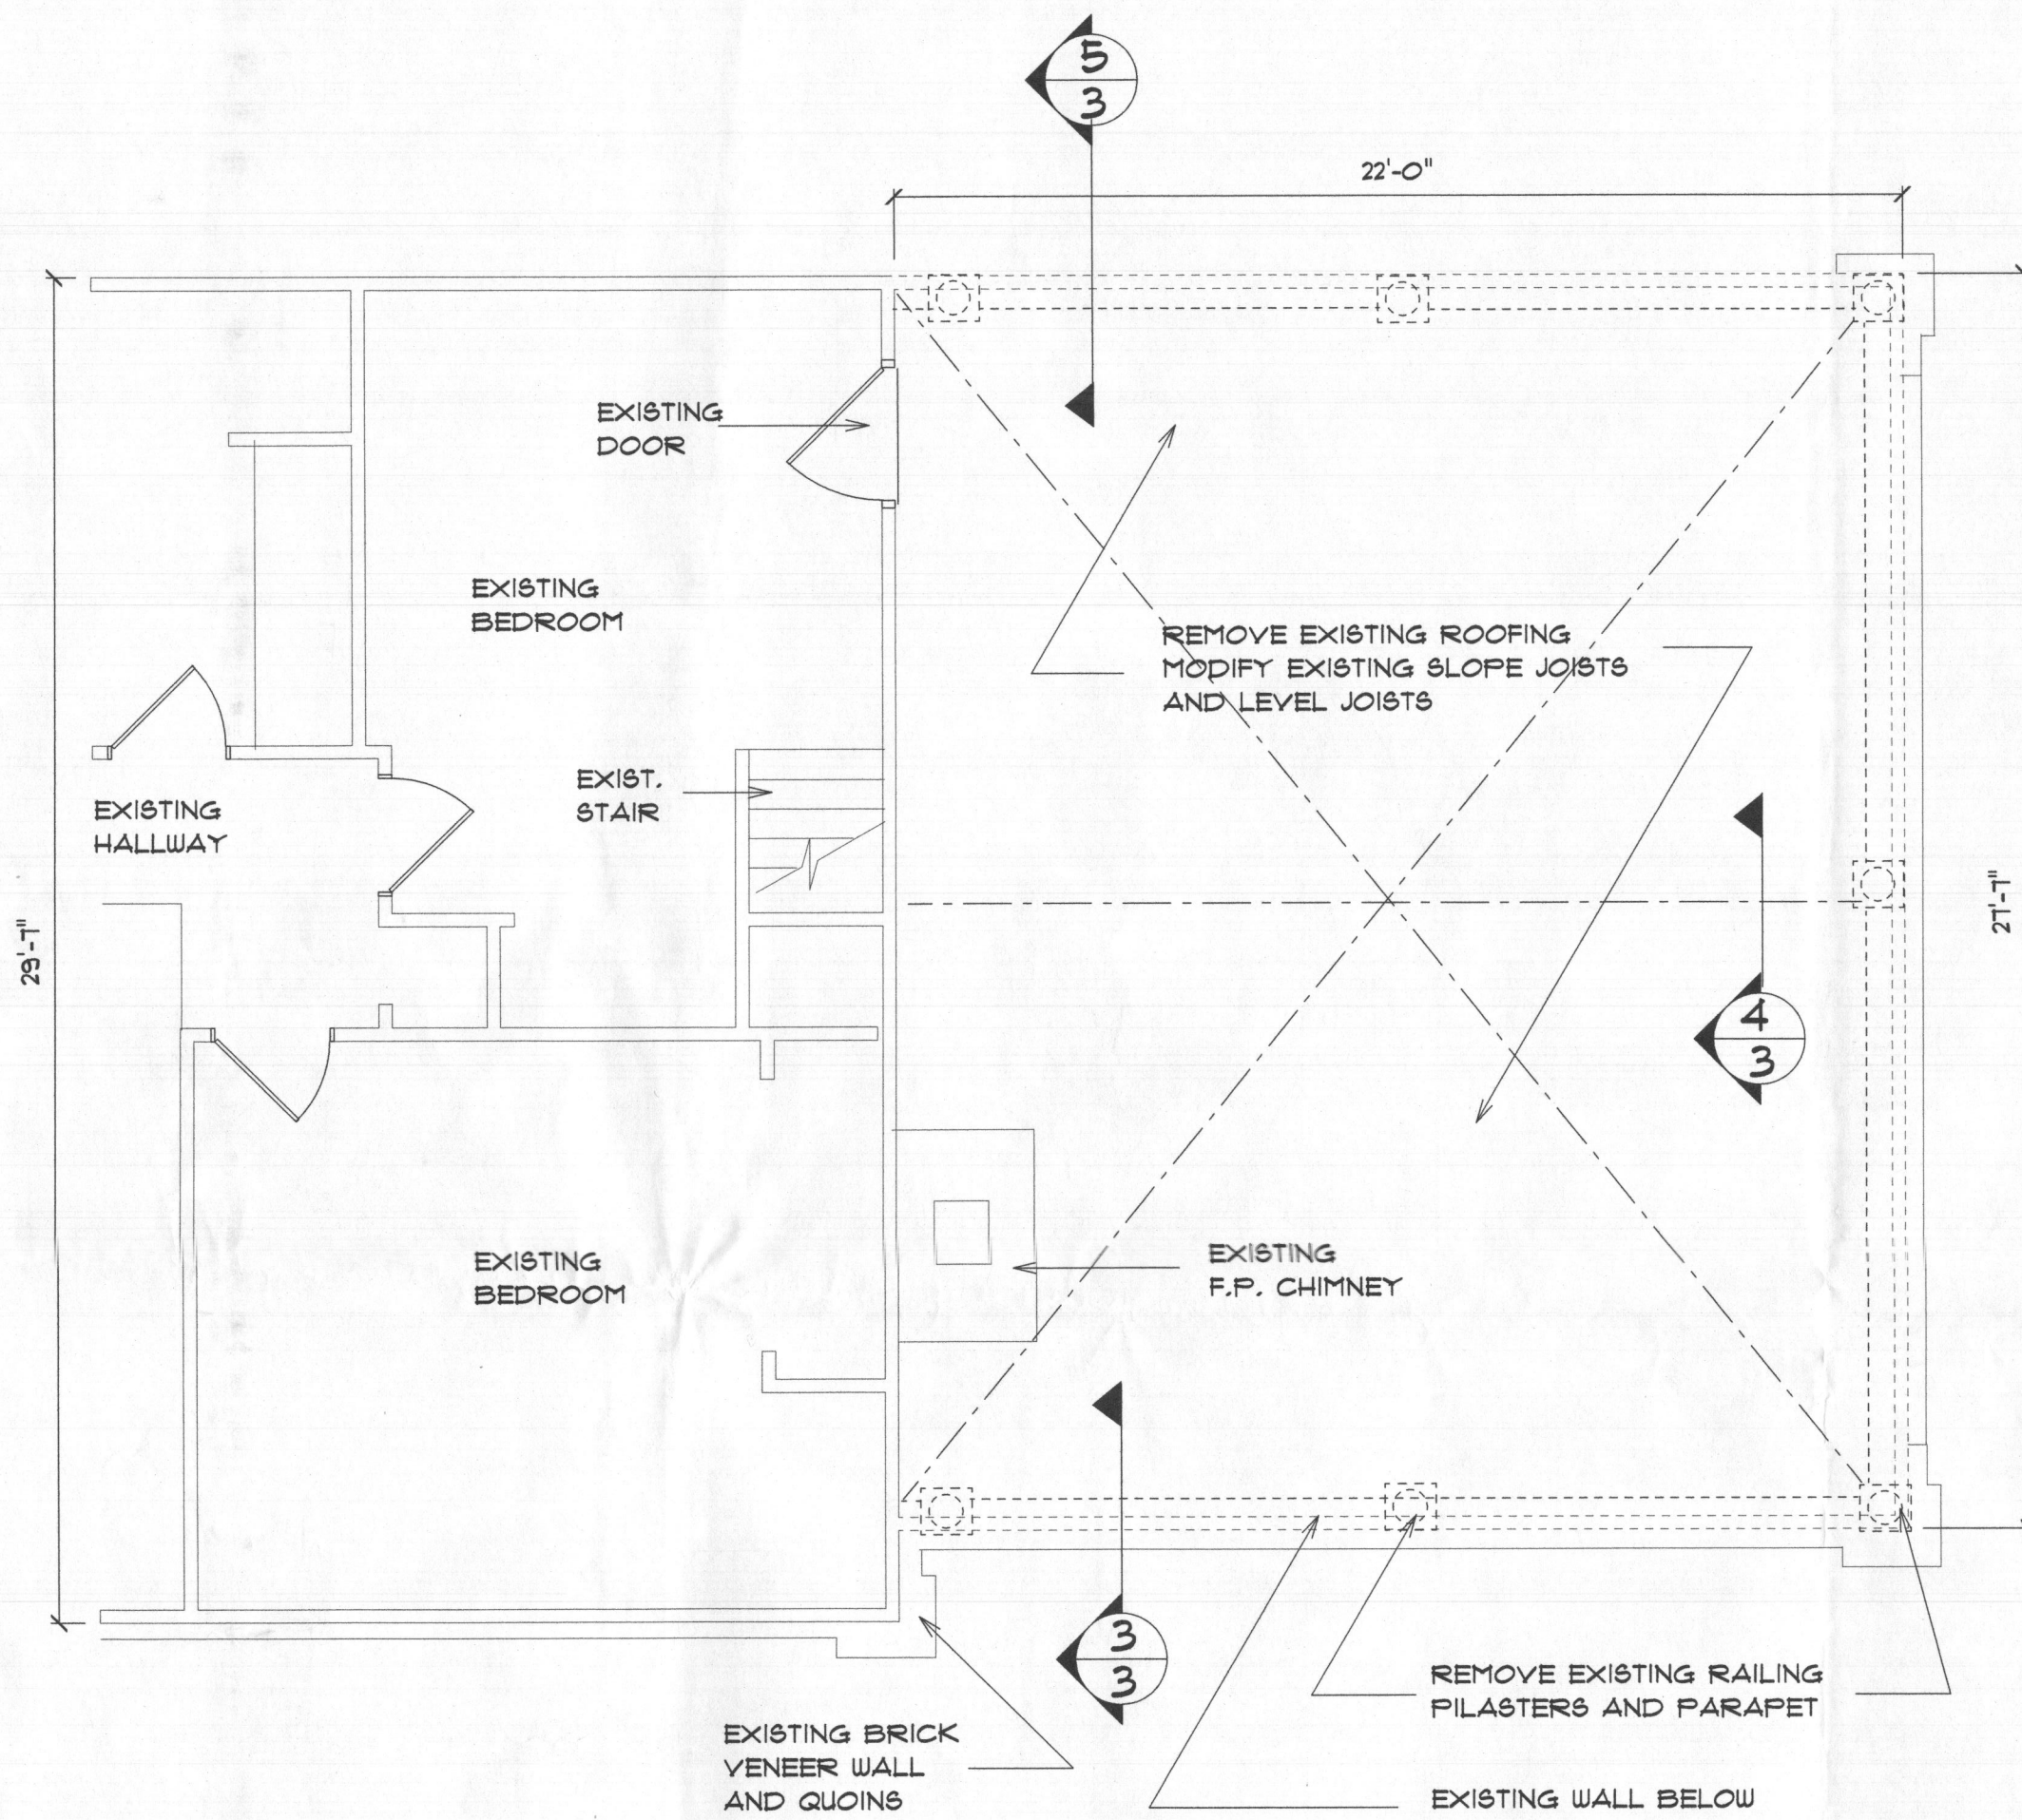 5
3
22'-0"
EXISTING
DOOR
EXISTING
BEDROOM
REMOVE EXISTING ROOFING
MODIFY EXISTING SLOPE JOISTS
AND LEVEL JOISTS
EXIST.
STAIR
EXISTING
HALLWAY
29'-7"
27'-7"
4
3
EXISTING
BEDROOM
EXISTING
F.P. CHIMNEY
3
3
REMOVE EXISTING RAILING
PILASTERS AND PARAPET
EXISTING BRICK
VENEER WALL
AND QUOINS
EXISTING WALL BELOW